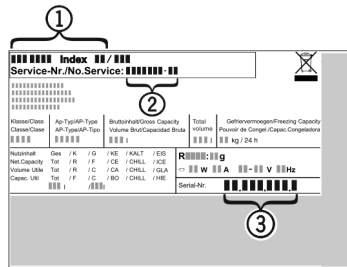 1
Index /
Service-Nr./No.Service: -
2
Klasse/Class Ap-Typ/AP-Type Bruttoinhalt/Gross Capacity Total Gefriervermoegen/Freezing Capacity
Classe/Clase AP-Type/AP-Tipo Volume Brut/Capacidad Bruta volume Pouvoir de Congel./Capac.Congeladora
l l kg / 24 h
Nutzinhalt Ges / K / G / KE / KALT / EIS
Net.Capacity Tot / R / F / CE / CHILL / ICE
Volume Utile Tot / R / C / CA / CHILL / GLA
Capac. Util Tot / F / C / BO / CHILL / HIE
l / l
R : g
W A - V Hz
Serial-Nr. . . .
3